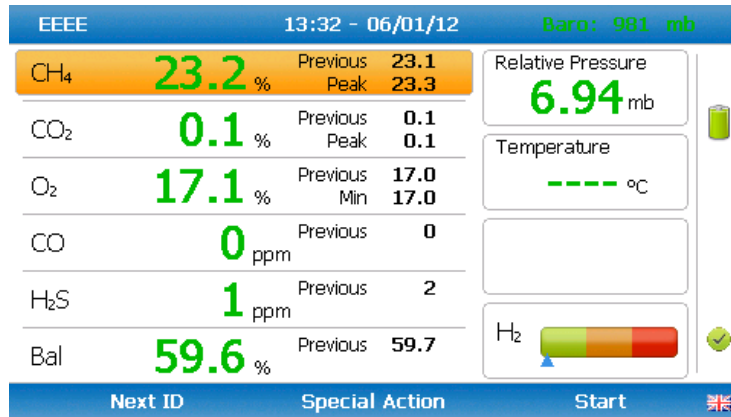 EEEE 13:32 - 06/01/12 Baro: 981 mb
CH₄ 23.2 % Previous 23.1
Peak 23.3
CO₂ 0.1 % Previous 0.1
Peak 0.1
O₂ 17.1 % Previous 17.0
Min 17.0
CO 0 ppm Previous 0
H₂S 1 ppm Previous 2
Bal 59.6 % Previous 59.7
Relative Pressure
6.94 mb
Temperature
---- ºC
H₂
Next ID Special Action Start